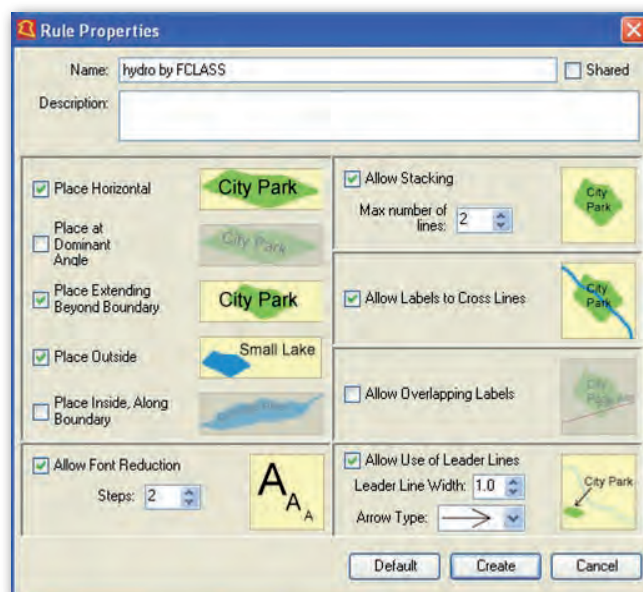 Rule Properties
Name: hydro by FCLASS
Shared
Description:
Place Horizontal
City Park
Place at
Dominant
Angle
City Park
Place Extending
Beyond Boundary
City Park
Place Outside
Small Lake
Place Inside, Along
Boundary
Allow Font Reduction
Steps: 2
A
A
A
Allow Stacking
Max number of
lines: 2
City
Park
Allow Labels to Cross Lines
City
Park
Allow Overlapping Labels
City
Allow Use of Leader Lines
Leader Line Width: 1.0
Arrow Type:
City Park
Default
Create
Cancel